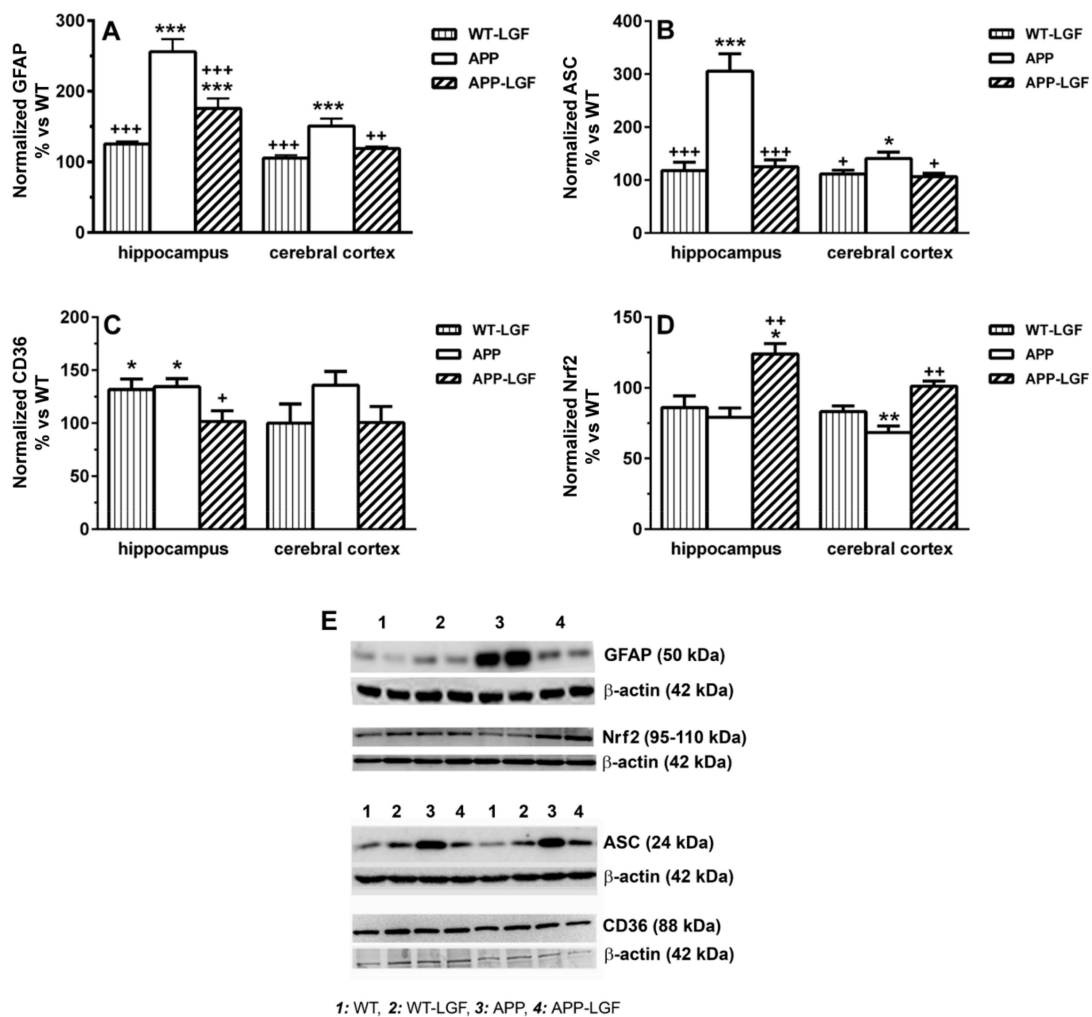 A
Normalized GFAP
% vs WT
300
250
200
150
100
50
0
***
+++
+++
***
***
+++
++
hippocampus
cerebral cortex
WT-LGF
APP
APP-LGF
B
Normalized ASC
% vs WT
400
300
200
100
0
***
+++
+++
*
+
+
hippocampus
cerebral cortex
WT-LGF
APP
APP-LGF
C
Normalized CD36
% vs WT
200
150
100
50
0
*
*
+
hippocampus
cerebral cortex
WT-LGF
APP
APP-LGF
D
Normalized Nrf2
% vs WT
150
100
50
0
++
*
**
++
hippocampus
cerebral cortex
WT-LGF
APP
APP-LGF
E
1 2 3 4
GFAP (50 kDa)
β-actin (42 kDa)
Nrf2 (95-110 kDa)
β-actin (42 kDa)
1 2 3 4 1 2 3 4
ASC (24 kDa)
β-actin (42 kDa)
CD36 (88 kDa)
β-actin (42 kDa)
1: WT, 2: WT-LGF, 3: APP, 4: APP-LGF